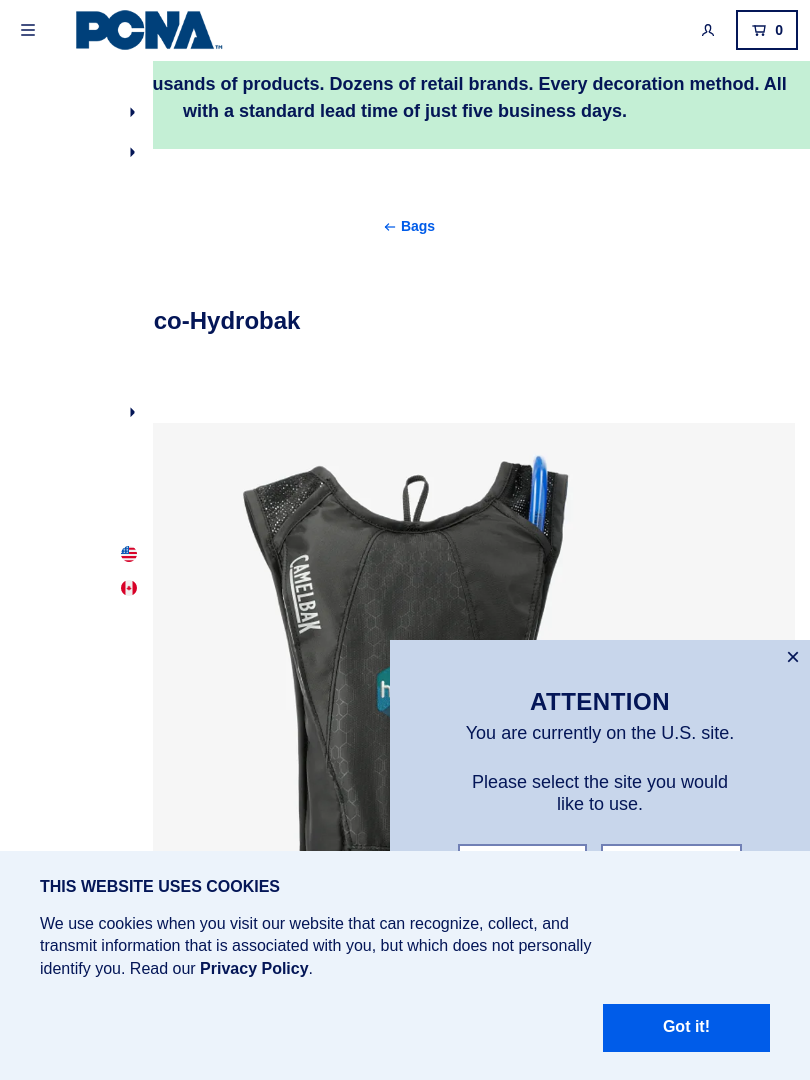 PCNA™
0
usands of products. Dozens of retail brands. Every decoration method. All
with a standard lead time of just five business days.
← Bags
co-Hydrobak
CAMELBAK
h
×
ATTENTION
You are currently on the U.S. site.
Please select the site you would
like to use.
THIS WEBSITE USES COOKIES
We use cookies when you visit our website that can recognize, collect, and
transmit information that is associated with you, but which does not personally
identify you. Read our Privacy Policy.
Got it!